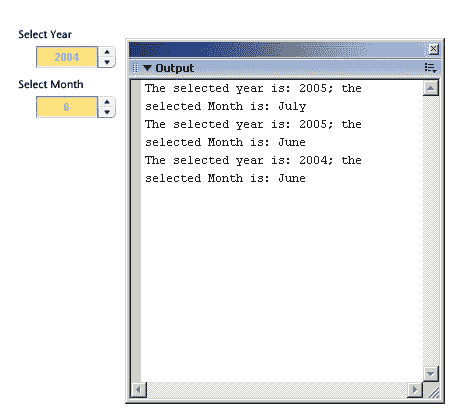 Select Year
2004
Select Month
6
Output
The selected year is: 2005; the
selected Month is: July
The selected year is: 2005; the
selected Month is: June
The selected year is: 2004; the
selected Month is: June